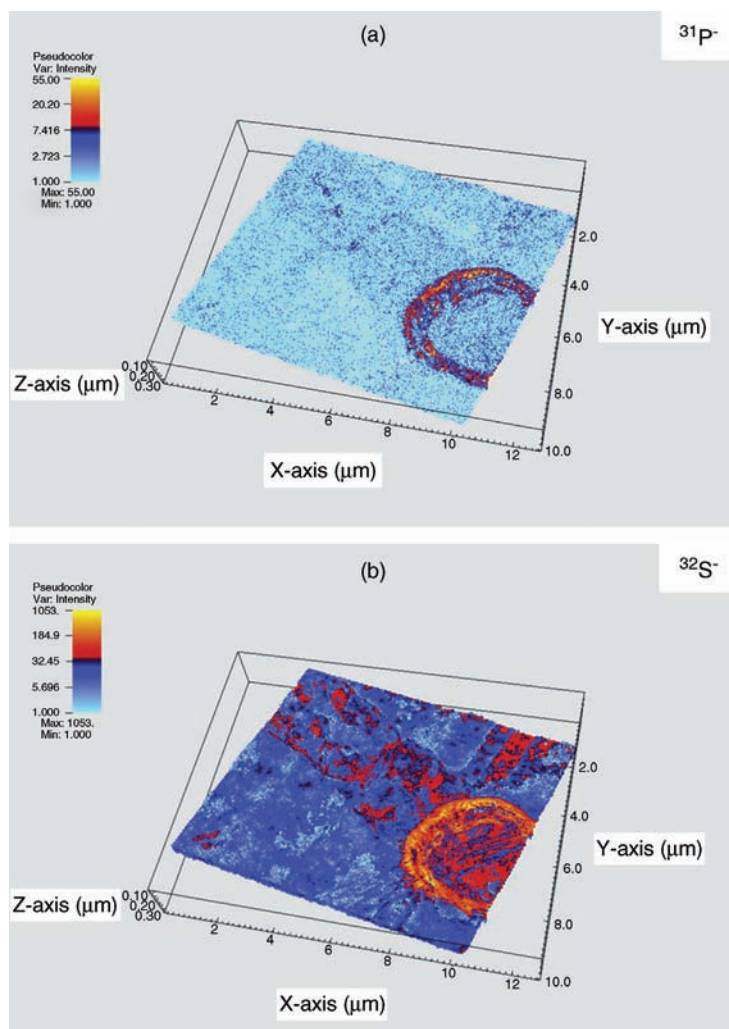 (a)
³¹P⁻
Pseudocolor
Var: Intensity
55.00
20.20
7.416
2.723
1.000
Max: 55.00
Min: 1.000
2.0
4.0
6.0
8.0
10.0
Y-axis (μm)
Z-axis (μm)
0.10
0.20
0.30
2
4
6
8
10
12
X-axis (μm)
(b)
³²S⁻
Pseudocolor
Var: Intensity
1053.
184.9
32.45
5.696
1.000
Max: 1053.
Min: 1.000
2.0
4.0
6.0
8.0
10.0
Y-axis (μm)
Z-axis (μm)
0.10
0.20
0.30
2
4
6
8
10
12
X-axis (μm)